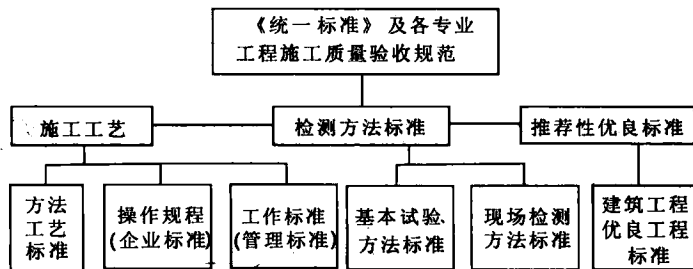 《统一标准》及各专业
工程施工质量验收规范
施工工艺
检测方法标准
推荐性优良标准
方法
工艺
标准
操作规程
(企业标准)
工作标准
(管理标准)
基本试验、
方法标准
现场检测
方法标准
建筑工程
优良工程
标准